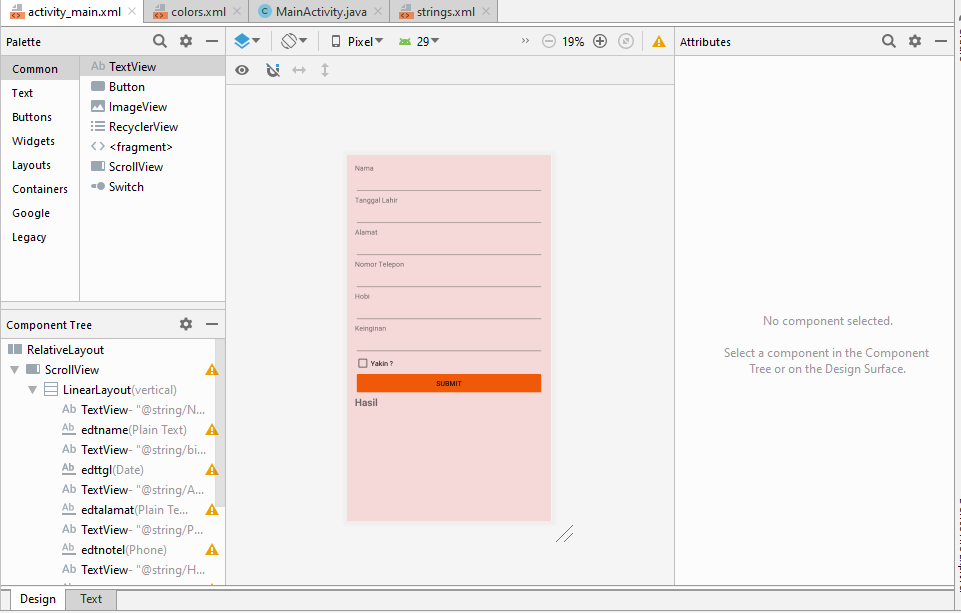 activity_main.xml colors.xml MainActivity.java strings.xml
Palette
Common
Text
Buttons
Widgets
Layouts
Containers
Google
Legacy
Ab TextView
Button
ImageView
RecyclerView
<fragment>
ScrollView
Switch
Pixel 29 19%
Nama
Tanggal Lahir
Alamat
Nomor Telepon
Hobi
Keinginan
Yakin ?
SUBMIT
Hasil
Attributes
No component selected.
Select a component in the Component
Tree or on the Design Surface.
Component Tree
RelativeLayout
ScrollView
LinearLayout(vertical)
Ab TextView- "@string/N...
Ab edtname(Plain Text)
Ab TextView- "@string/bi...
Ab edttgl(Date)
Ab TextView- "@string/A...
Ab edtalamat(Plain Te...
Ab TextView- "@string/P...
Ab edtnotel(Phone)
Ab TextView- "@string/H...
Design Text